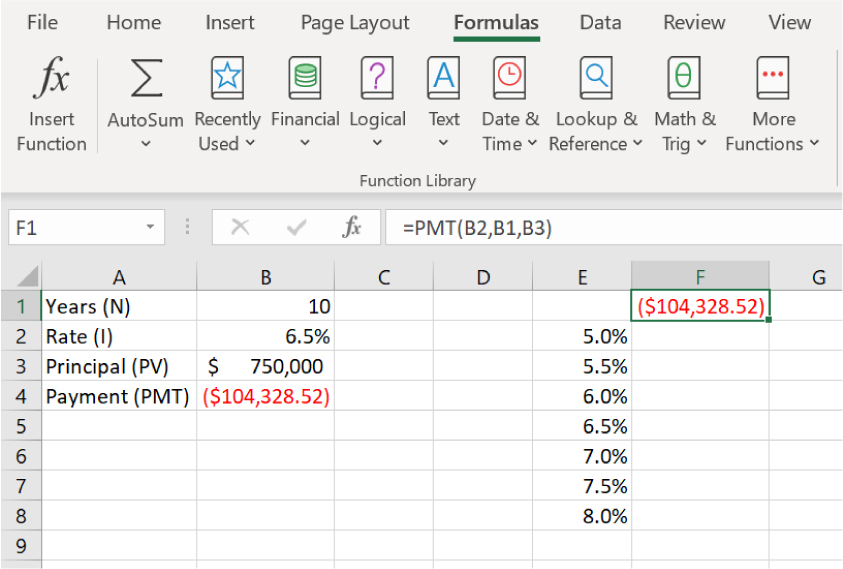 File Home Insert Page Layout Formulas Data Review View
fx Σ θ
Insert AutoSum Recently Financial Logical Text Date & Lookup & Math & More
Function Used Time Reference Trig Functions
Function Library
F1 fx =PMT(B2,B1,B3)
A B C D E F G
1 Years (N) 10 ($104,328.52)
2 Rate (I) 6.5% 5.0%
3 Principal (PV) $ 750,000 5.5%
4 Payment (PMT) ($104,328.52) 6.0%
5 6.5%
6 7.0%
7 7.5%
8 8.0%
9